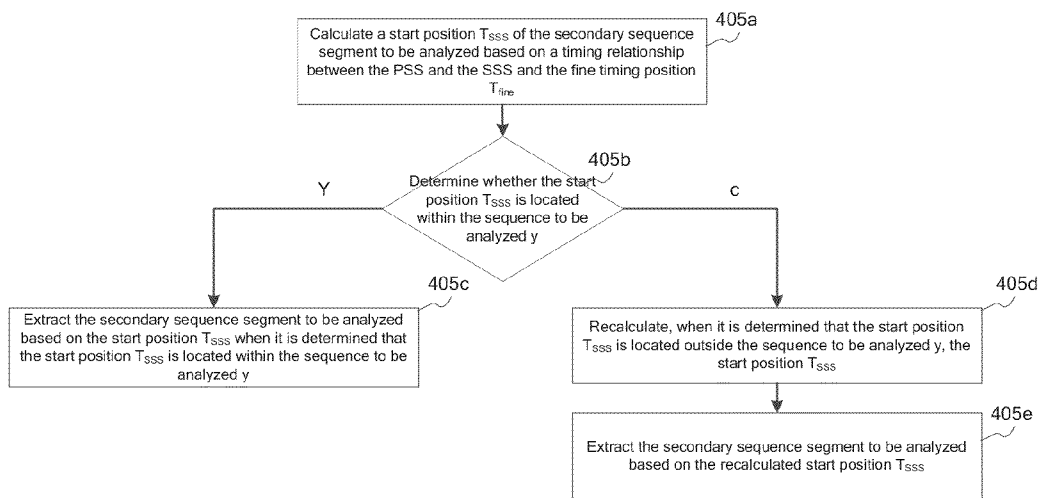 405a
Calculate a start position TSSS of the secondary sequence
segment to be analyzed based on a timing relationship
between the PSS and the SSS and the fine timing position
Tfine
405b
Determine whether the start
position TSSS is located
within the sequence to be
analyzed y
Y
c
405c
Extract the secondary sequence segment to be analyzed
based on the start position TSSS when it is determined that
the start position TSSS is located within the sequence to be
analyzed y
405d
Recalculate, when it is determined that the start position
TSSS is located outside the sequence to be analyzed y, the
start position TSSS
405e
Extract the secondary sequence segment to be analyzed
based on the recalculated start position TSSS